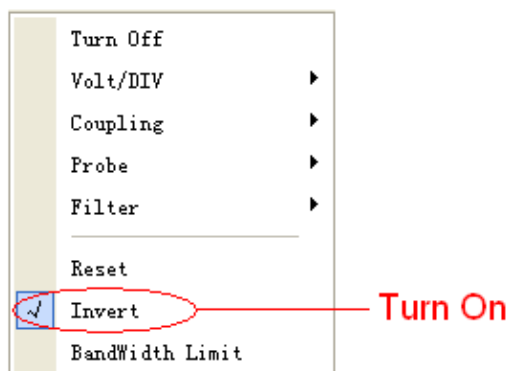 Turn Off
Volt/DIV
Coupling
Probe
Filter
Reset
Invert
Turn On
BandWidth Limit